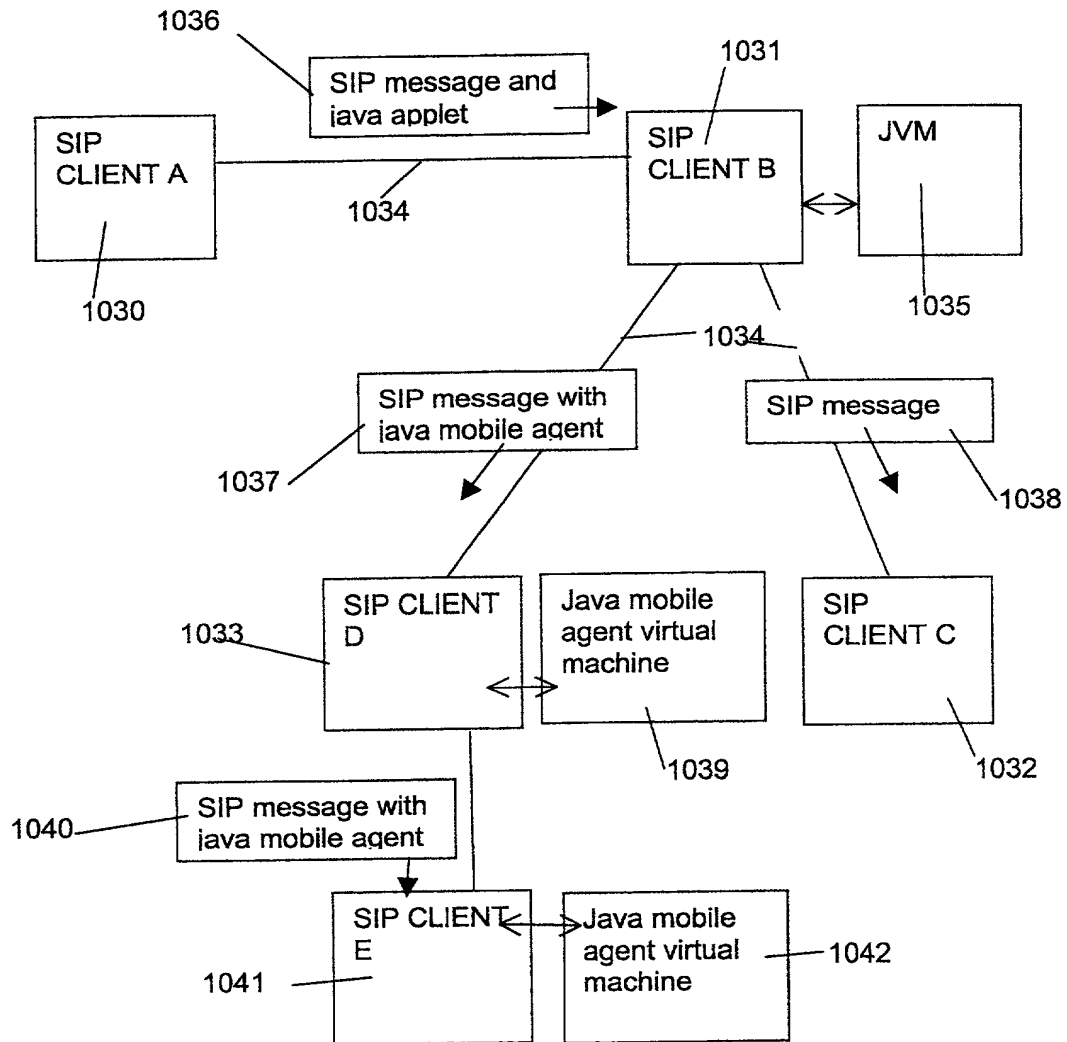 1036
SIP message and
java applet
1031
SIP
CLIENT A
SIP
CLIENT B
JVM
1034
1030
1035
1034
SIP message with
java mobile agent
SIP message
1037
1038
SIP CLIENT
D
Java mobile
agent virtual
machine
SIP
CLIENT C
1033
1039
1032
SIP message with
java mobile agent
1040
SIP CLIENT
E
Java mobile
agent virtual
machine
1041
1042